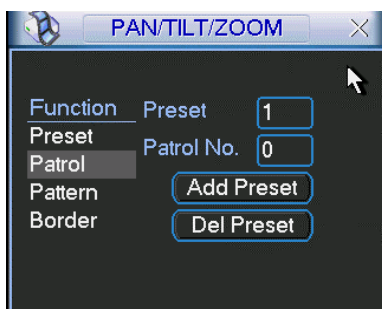 PAN/TILT/ZOOM
Function
Preset
Patrol
Pattern
Border
Preset 1
Patrol No. 0
Add Preset
Del Preset